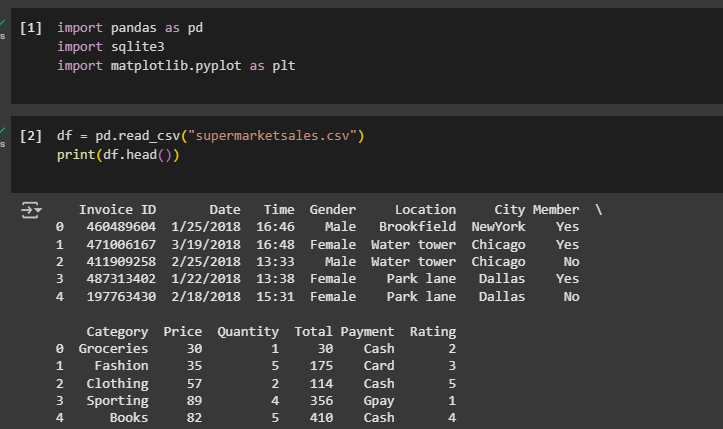 [1] import pandas as pd
import sqlite3
import matplotlib.pyplot as plt
s
[2] df = pd.read_csv("supermarketsales.csv")
print(df.head())
s
Invoice ID Date Time Gender Location City Member \
0 460489604 1/25/2018 16:46 Male Brookfield NewYork Yes
1 471006167 3/19/2018 16:48 Female Water tower Chicago Yes
2 411909258 2/25/2018 13:33 Male Water tower Chicago No
3 487313402 1/22/2018 13:38 Female Park lane Dallas Yes
4 197763430 2/18/2018 15:31 Female Park lane Dallas No
Category Price Quantity Total Payment Rating
0 Groceries 30 1 30 Cash 2
1 Fashion 35 5 175 Card 3
2 Clothing 57 2 114 Cash 5
3 Sporting 89 4 356 Gpay 1
4 Books 82 5 410 Cash 4